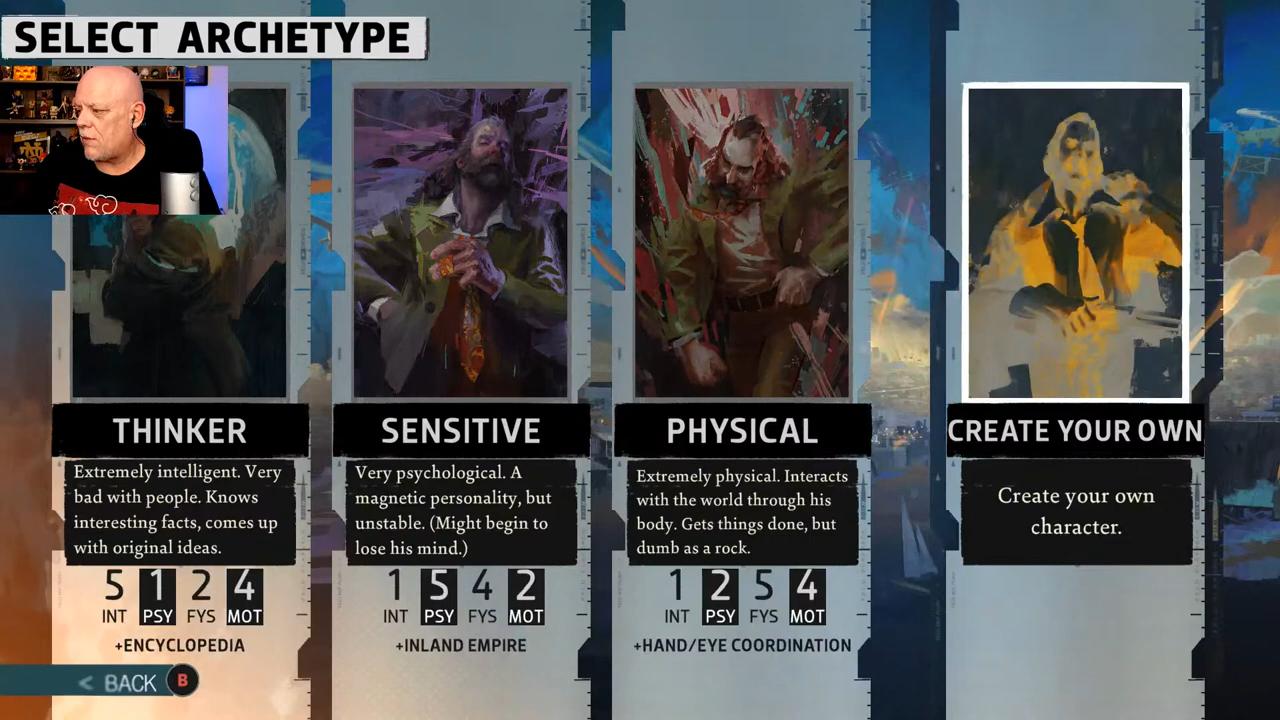 SELECT ARCHETYPE
THINKER
Extremely intelligent. Very
bad with people. Knows
interesting facts, comes up
with original ideas.
5 1 2 4
INT PSY FYS MOT
+ENCYCLOPEDIA
SENSITIVE
Very psychological. A
magnetic personality, but
unstable. (Might begin to
lose his mind.)
1 5 4 2
INT PSY FYS MOT
+INLAND EMPIRE
PHYSICAL
Extremely physical. Interacts
with the world through his
body. Gets things done, but
dumb as a rock.
1 2 5 4
INT PSY FYS MOT
+HAND/EYE COORDINATION
CREATE YOUR OWN
Create your own
character.
< BACK B